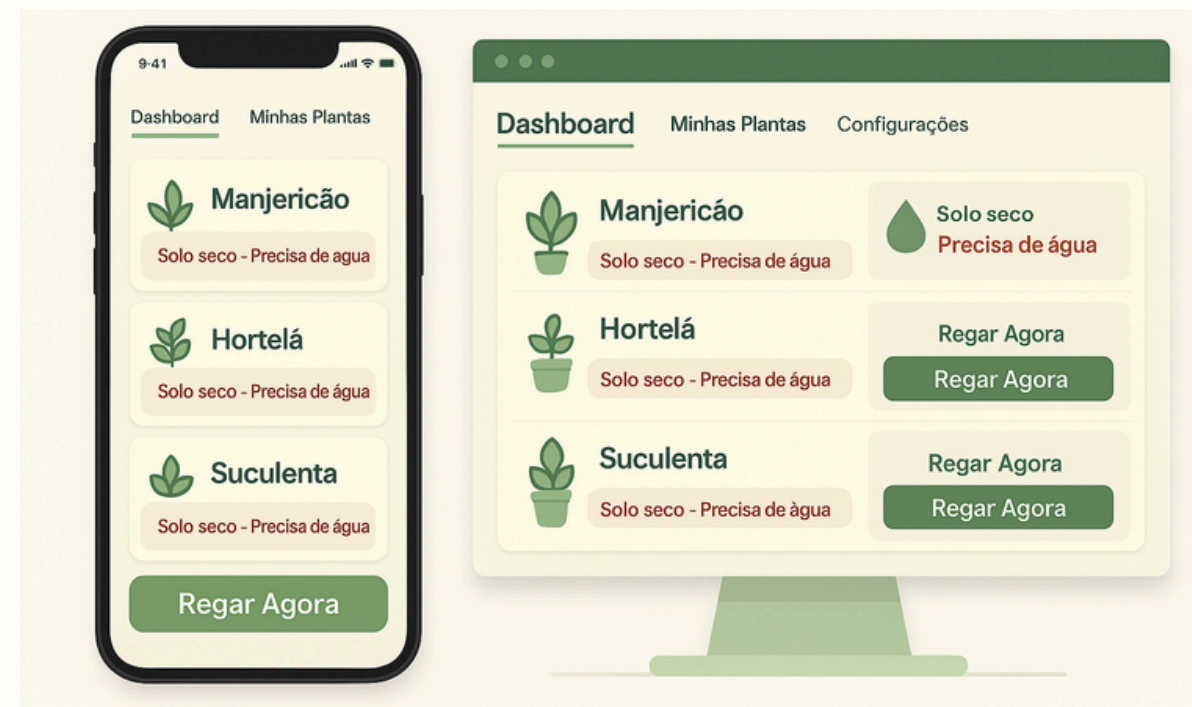 9·41
Dashboard Minhas Plantas
Manjericão
Solo seco - Precisa de agua
Hortelá
Solo seco - Precisa de água
Suculenta
Solo seco - Precisa de água
Regar Agora
Dashboard Minhas Plantas Configurações
Manjericáo
Solo seco - Precisa de água
Solo seco
Precisa de água
Hortelá
Solo seco - Precisa de água
Regar Agora
Regar Agora
Suculenta
Solo seco - Precisa de àgua
Regar Agora
Regar Agora